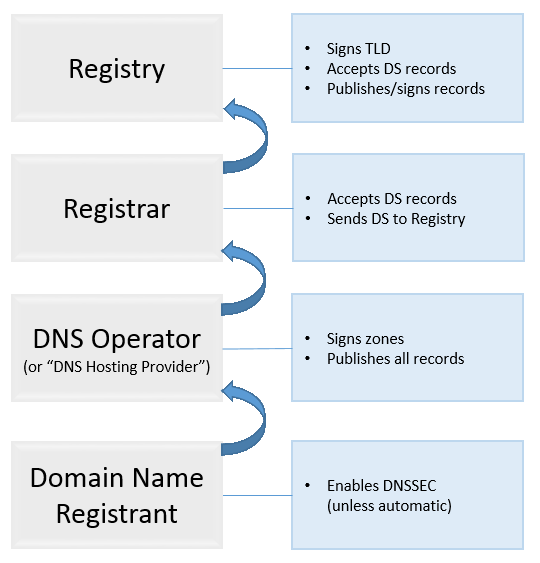 Registry
• Signs TLD
• Accepts DS records
• Publishes/signs records
Registrar
• Accepts DS records
• Sends DS to Registry
DNS Operator
(or “DNS Hosting Provider”)
• Signs zones
• Publishes all records
Domain Name
Registrant
• Enables DNSSEC
(unless automatic)